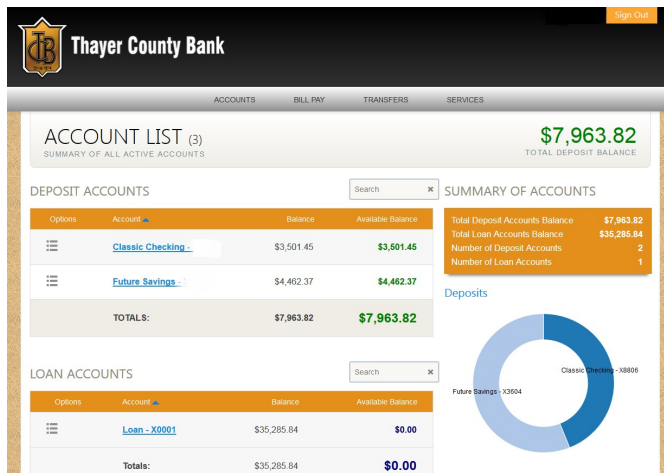 Sign Out
TCB
Thayer County Bank
ACCOUNTS BILL PAY TRANSFERS SERVICES
ACCOUNT LIST (3)
SUMMARY OF ALL ACTIVE ACCOUNTS
$7,963.82
TOTAL DEPOSIT BALANCE
DEPOSIT ACCOUNTS
Search
Options Account Balance Available Balance
Classic Checking - $3,501.45 $3,501.45
Future Savings - $4,462.37 $4,462.37
TOTALS: $7,963.82 $7,963.82
LOAN ACCOUNTS
Search
Options Account Balance Available Balance
Loan - X0001 $35,285.84 $0.00
Totals: $35,285.84 $0.00
SUMMARY OF ACCOUNTS
Total Deposit Accounts Balance $7,963.82
Total Loan Accounts Balance $35,285.84
Number of Deposit Accounts 2
Number of Loan Accounts 1
Deposits
Classic Checking - X8806
Future Savings - X3604